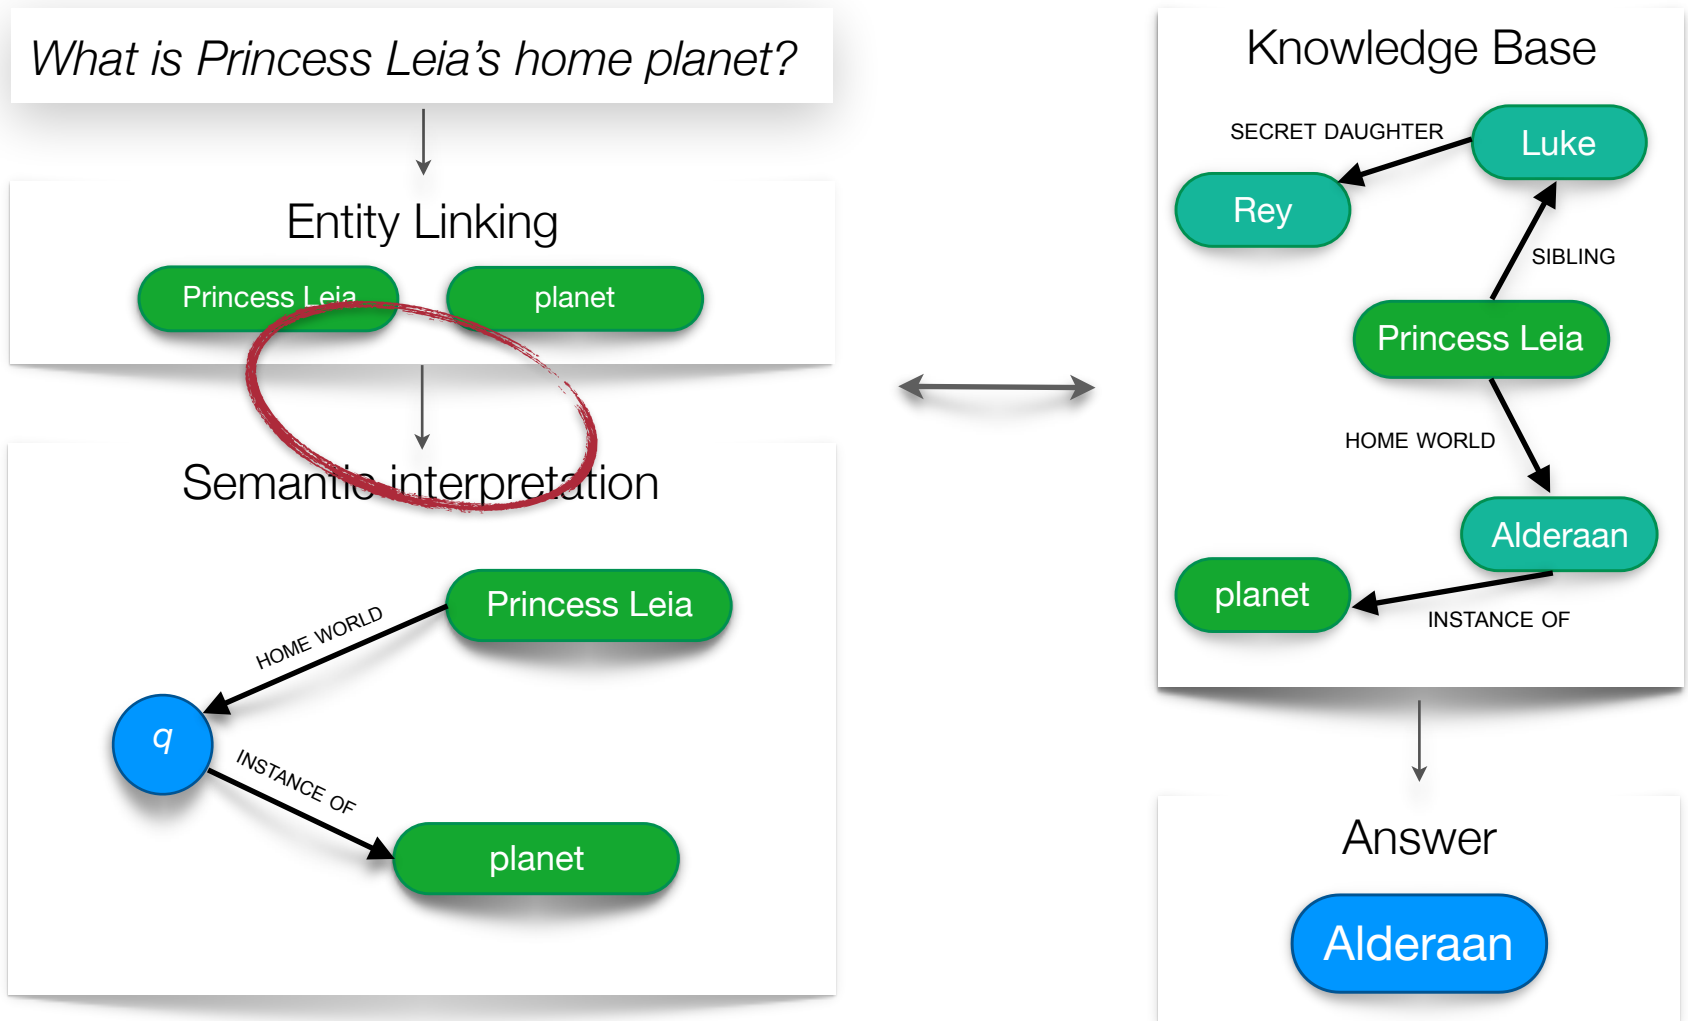 What is Princess Leia’s home planet?
Entity Linking
Princess Leia
planet
Semantic interpretation
Princess Leia
HOME WORLD
q
INSTANCE OF
planet
Knowledge Base
SECRET DAUGHTER
Luke
Rey
SIBLING
Princess Leia
HOME WORLD
Alderaan
planet
INSTANCE OF
Answer
Alderaan